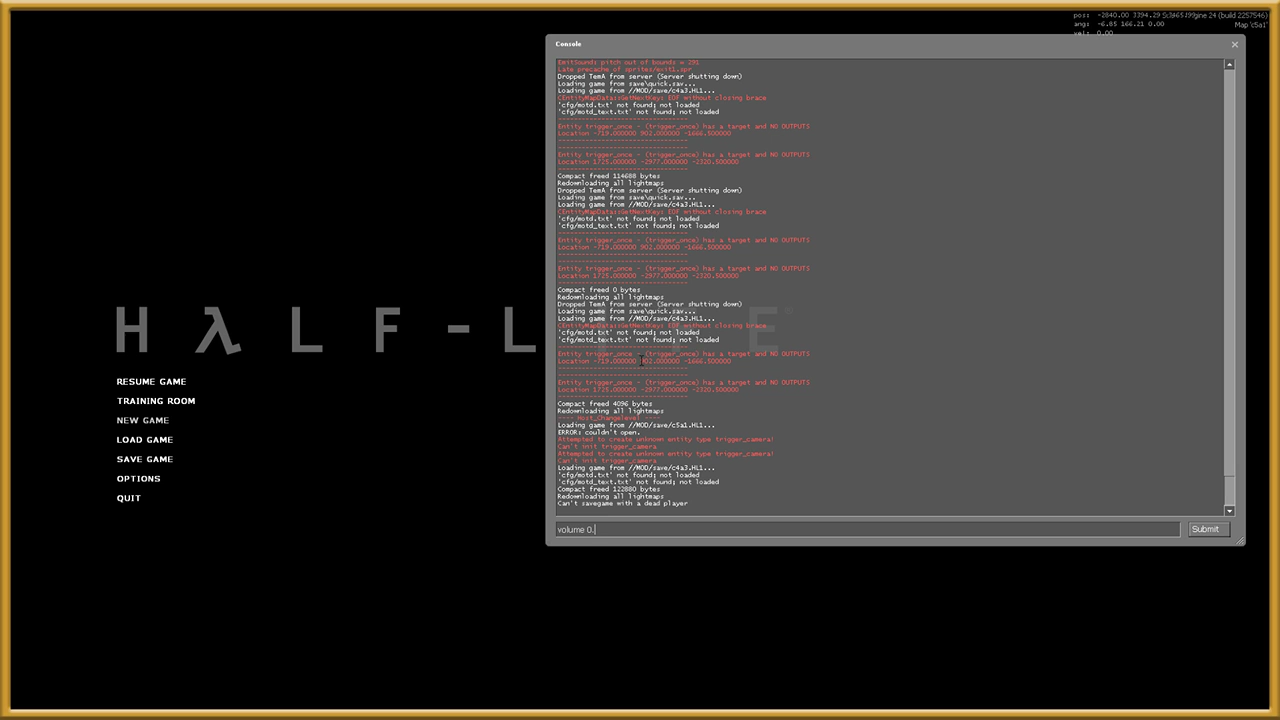 pos: -2840.00 3394.29
ang: -6.85 166.21 0.00
vel: 0.00
gine 24 (build 2257546)
Map 'c5a1'
Console
EmitSound: pitch out of bounds = 291
Late precache of sprites/exit1.spr
Dropped TemA from server (Server shutting down)
Loading game from save\quick.sav...
Loading game from //MOD/save/c4a3.HL1...
CEntityMapData::GetNextKey: EOF without closing brace
'cfg/motd.txt' not found; not loaded
'cfg/motd_text.txt' not found; not loaded
-------------------------------
Entity trigger_once - (trigger_once) has a target and NO OUTPUTS
Location -719.000000 902.000000 -1666.500000
-------------------------------
-------------------------------
Entity trigger_once - (trigger_once) has a target and NO OUTPUTS
Location 1725.000000 -2977.000000 -2320.500000
-------------------------------
Compact freed 114688 bytes
Redownloading all lightmaps
Dropped TemA from server (Server shutting down)
Loading game from save\quick.sav...
Loading game from //MOD/save/c4a3.HL1...
CEntityMapData::GetNextKey: EOF without closing brace
'cfg/motd.txt' not found; not loaded
'cfg/motd_text.txt' not found; not loaded
-------------------------------
Entity trigger_once - (trigger_once) has a target and NO OUTPUTS
Location -719.000000 902.000000 -1666.500000
-------------------------------
-------------------------------
Entity trigger_once - (trigger_once) has a target and NO OUTPUTS
Location 1725.000000 -2977.000000 -2320.500000
-------------------------------
Compact freed 0 bytes
Redownloading all lightmaps
Dropped TemA from server (Server shutting down)
Loading game from save\quick.sav...
Loading game from //MOD/save/c4a3.HL1...
CEntityMapData::GetNextKey: EOF without closing brace
'cfg/motd.txt' not found; not loaded
'cfg/motd_text.txt' not found; not loaded
-------------------------------
Entity trigger_once - (trigger_once) has a target and NO OUTPUTS
Location -719.000000 902.000000 -1666.500000
-------------------------------
-------------------------------
Entity trigger_once - (trigger_once) has a target and NO OUTPUTS
Location 1725.000000 -2977.000000 -2320.500000
-------------------------------
Compact freed 4096 bytes
Redownloading all lightmaps
---- Host_Changelevel ----
Loading game from //MOD/save/c5a1.HL1...
ERROR: couldn't open.
Attempted to create unknown entity type trigger_camera!
Can't init trigger_camera
Attempted to create unknown entity type trigger_camera!
Can't init trigger_camera
Loading game from //MOD/save/c4a3.HL1...
'cfg/motd.txt' not found; not loaded
'cfg/motd_text.txt' not found; not loaded
Compact freed 122880 bytes
Redownloading all lightmaps
Can't savegame with a dead player
volume 0.
Submit
HλLF-L E
RESUME GAME
TRAINING ROOM
NEW GAME
LOAD GAME
SAVE GAME
OPTIONS
QUIT